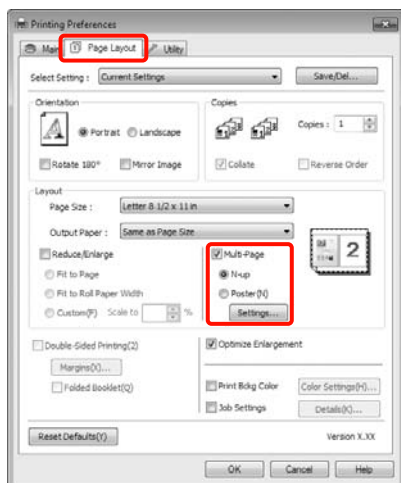 Printing Preferences
Main Page Layout Utility
Select Setting : Current Settings Save/Del...
Orientation
Copies
A Portrait Landscape
Copies : 1
Rotate 180° Mirror Image
Collate Reverse Order
Layout
Page Size : Letter 8 1/2 x 11 in
Output Paper : Same as Page Size
2
Reduce/Enlarge
Multi-Page
Fit to Page
N-up
Fit to Roll Paper Width
Poster(N)
Custom(P) Scale to %
Settings...
Double-Sided Printing(2)
Optimize Enlargement
Margins(X)...
Folded Booklet(Q)
Print Bckg Color Color Settings(H)...
Job Settings Details(K)...
Reset Defaults(Y)
Version X.XX
OK Cancel Help